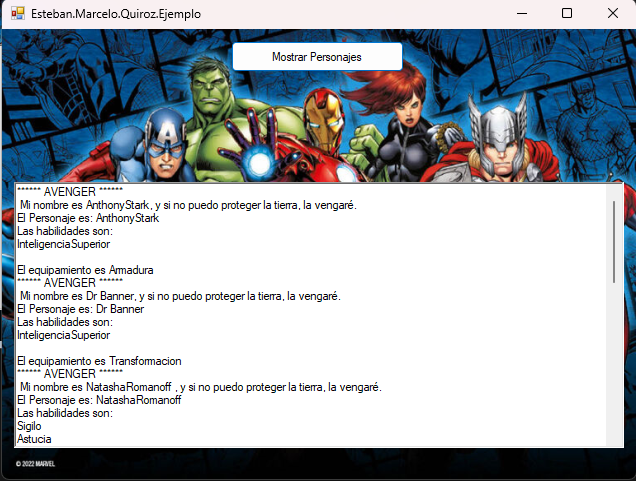 Esteban.Marcelo.Quiroz.Ejemplo
Mostrar Personajes
****** AVENGER ******
Mi nombre es AnthonyStark, y si no puedo proteger la tierra, la vengaré.
El Personaje es: AnthonyStark
Las habilidades son:
InteligenciaSuperior
El equipamiento es Armadura
****** AVENGER ******
Mi nombre es Dr Banner, y si no puedo proteger la tierra, la vengaré.
El Personaje es: Dr Banner
Las habilidades son:
InteligenciaSuperior
El equipamiento es Transformacion
****** AVENGER ******
Mi nombre es NatashaRomanoff , y si no puedo proteger la tierra, la vengaré.
El Personaje es: NatashaRomanoff
Las habilidades son:
Sigilo
Astucia
© 2022 MARVEL